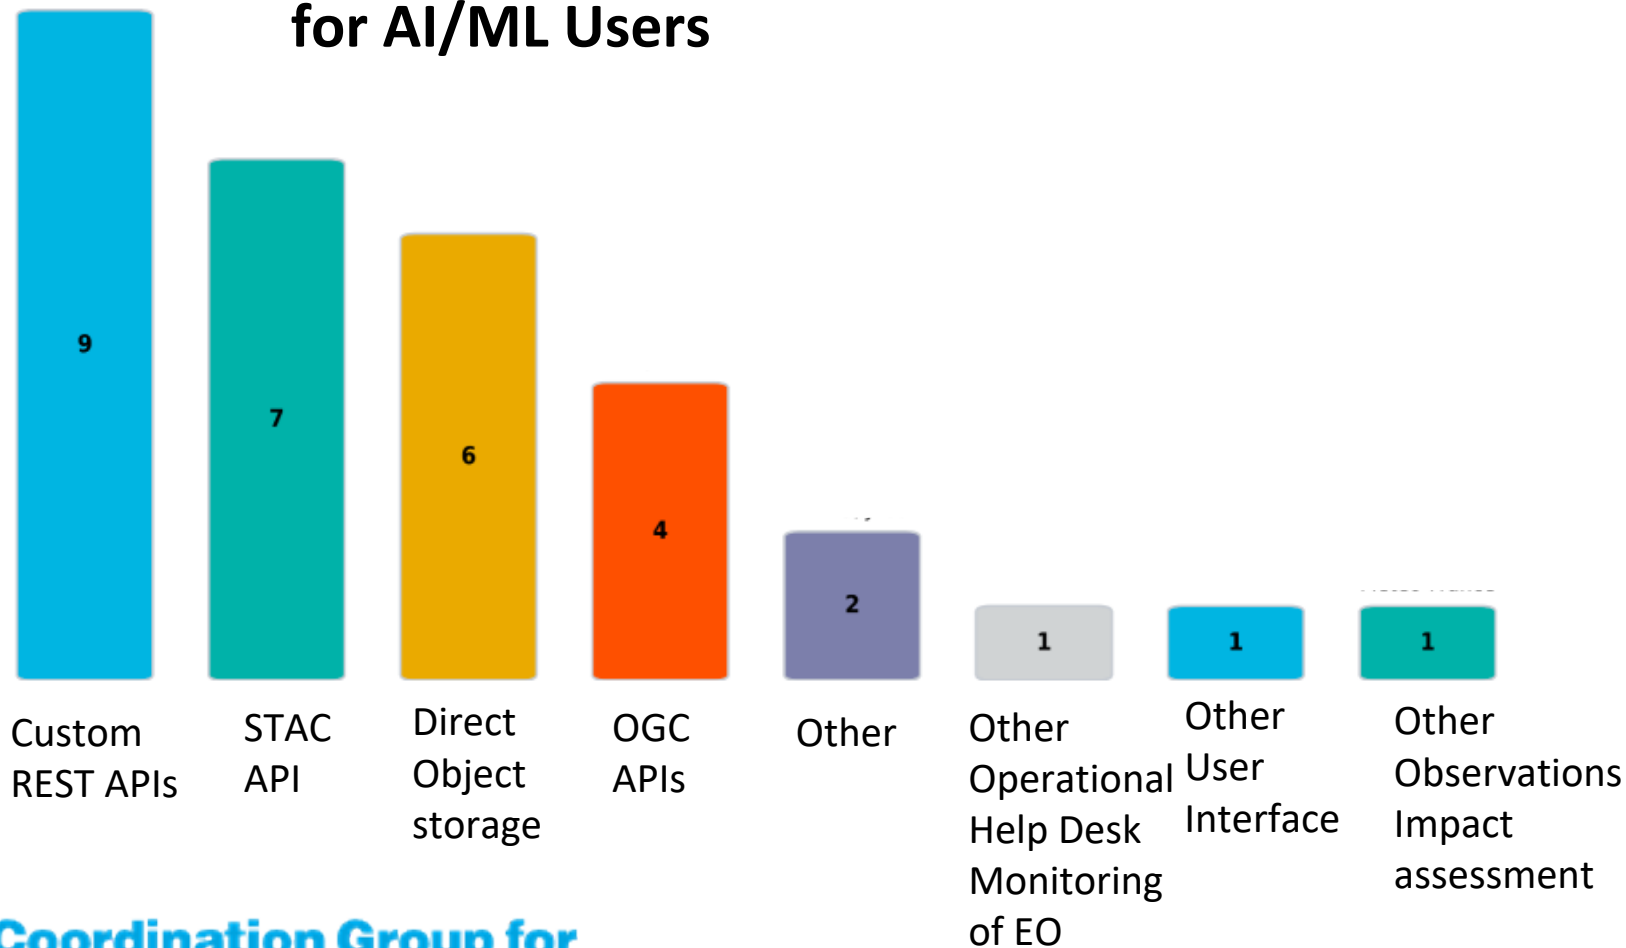 for AI/ML Users
9
7
6
4
2
1
1
1
Custom
REST APIs
STAC
API
Direct
Object
storage
OGC
APIs
Other
Other
Operational
Help Desk
Monitoring
of EO
Other
User
Interface
Other
Observations
Impact
assessment
Coordination Group for